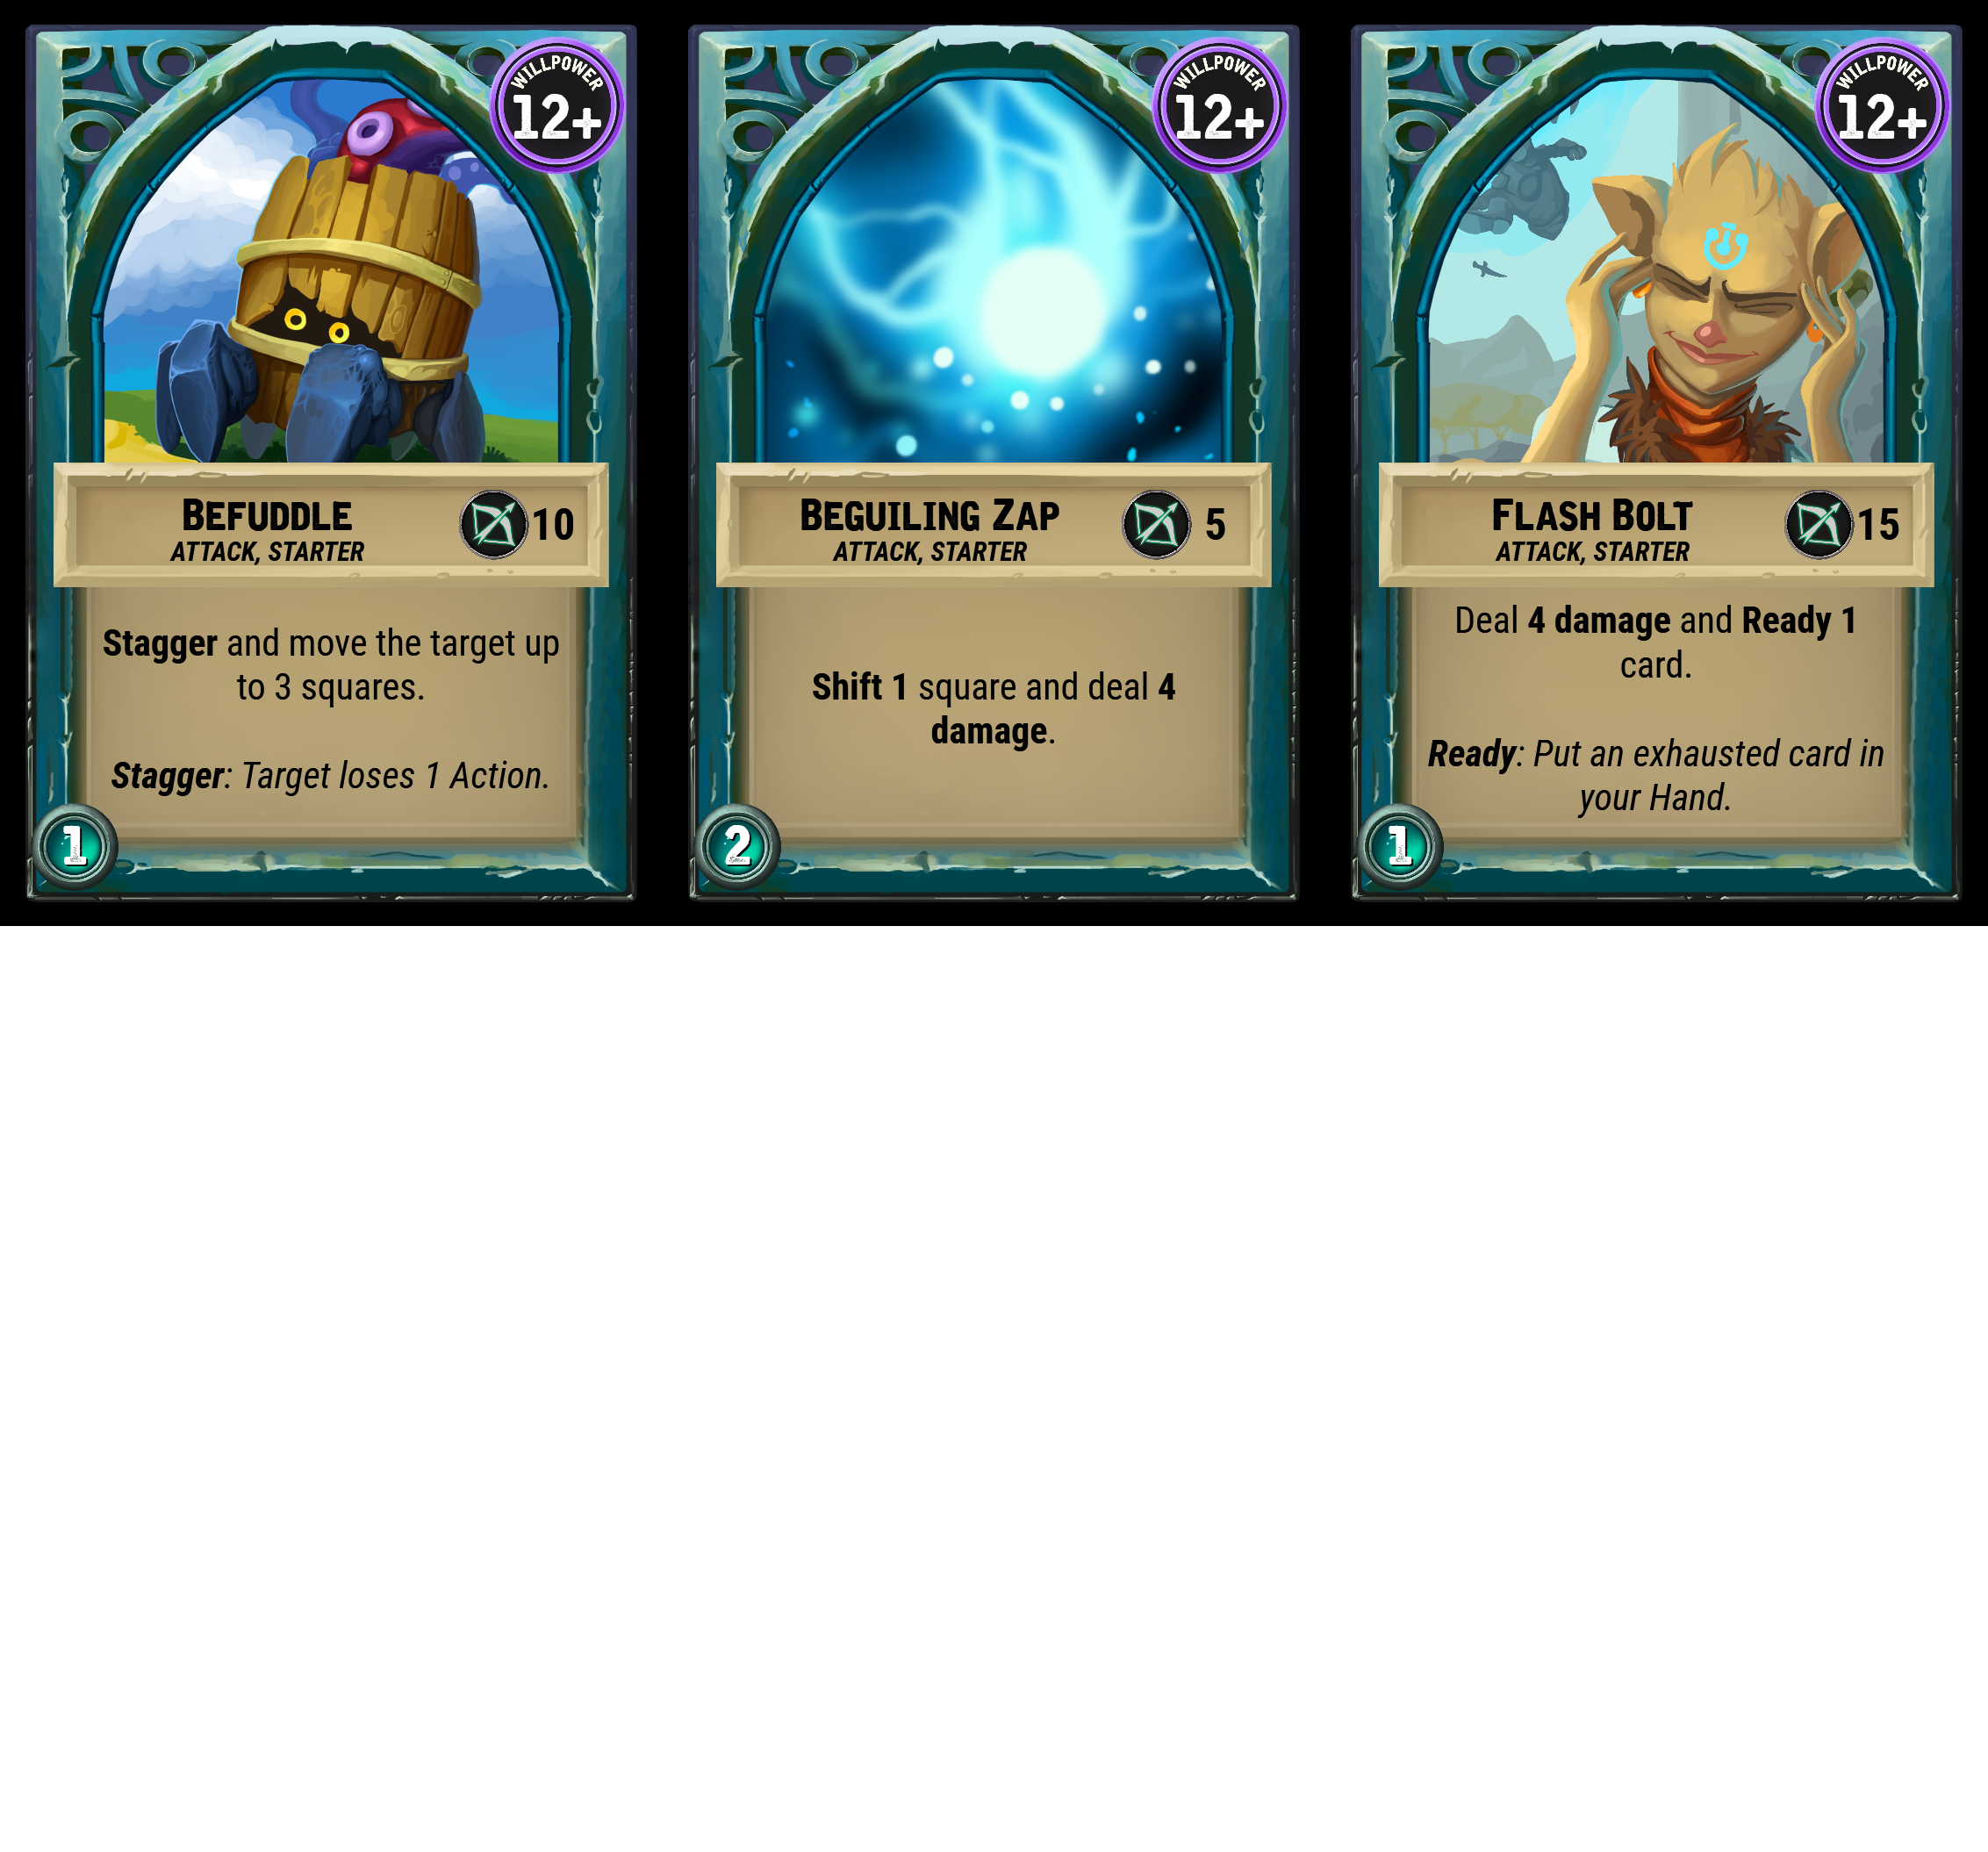 WILLPOWER
12+
BEFUDDLE
ATTACK, STARTER
10
Stagger and move the target up
to 3 squares.
Stagger: Target loses 1 Action.
1
WILLPOWER
12+
BEGUILING ZAP
ATTACK, STARTER
5
Shift 1 square and deal 4
damage.
2
WILLPOWER
12+
FLASH BOLT
ATTACK, STARTER
15
Deal 4 damage and Ready 1
card.
Ready: Put an exhausted card in
your Hand.
1